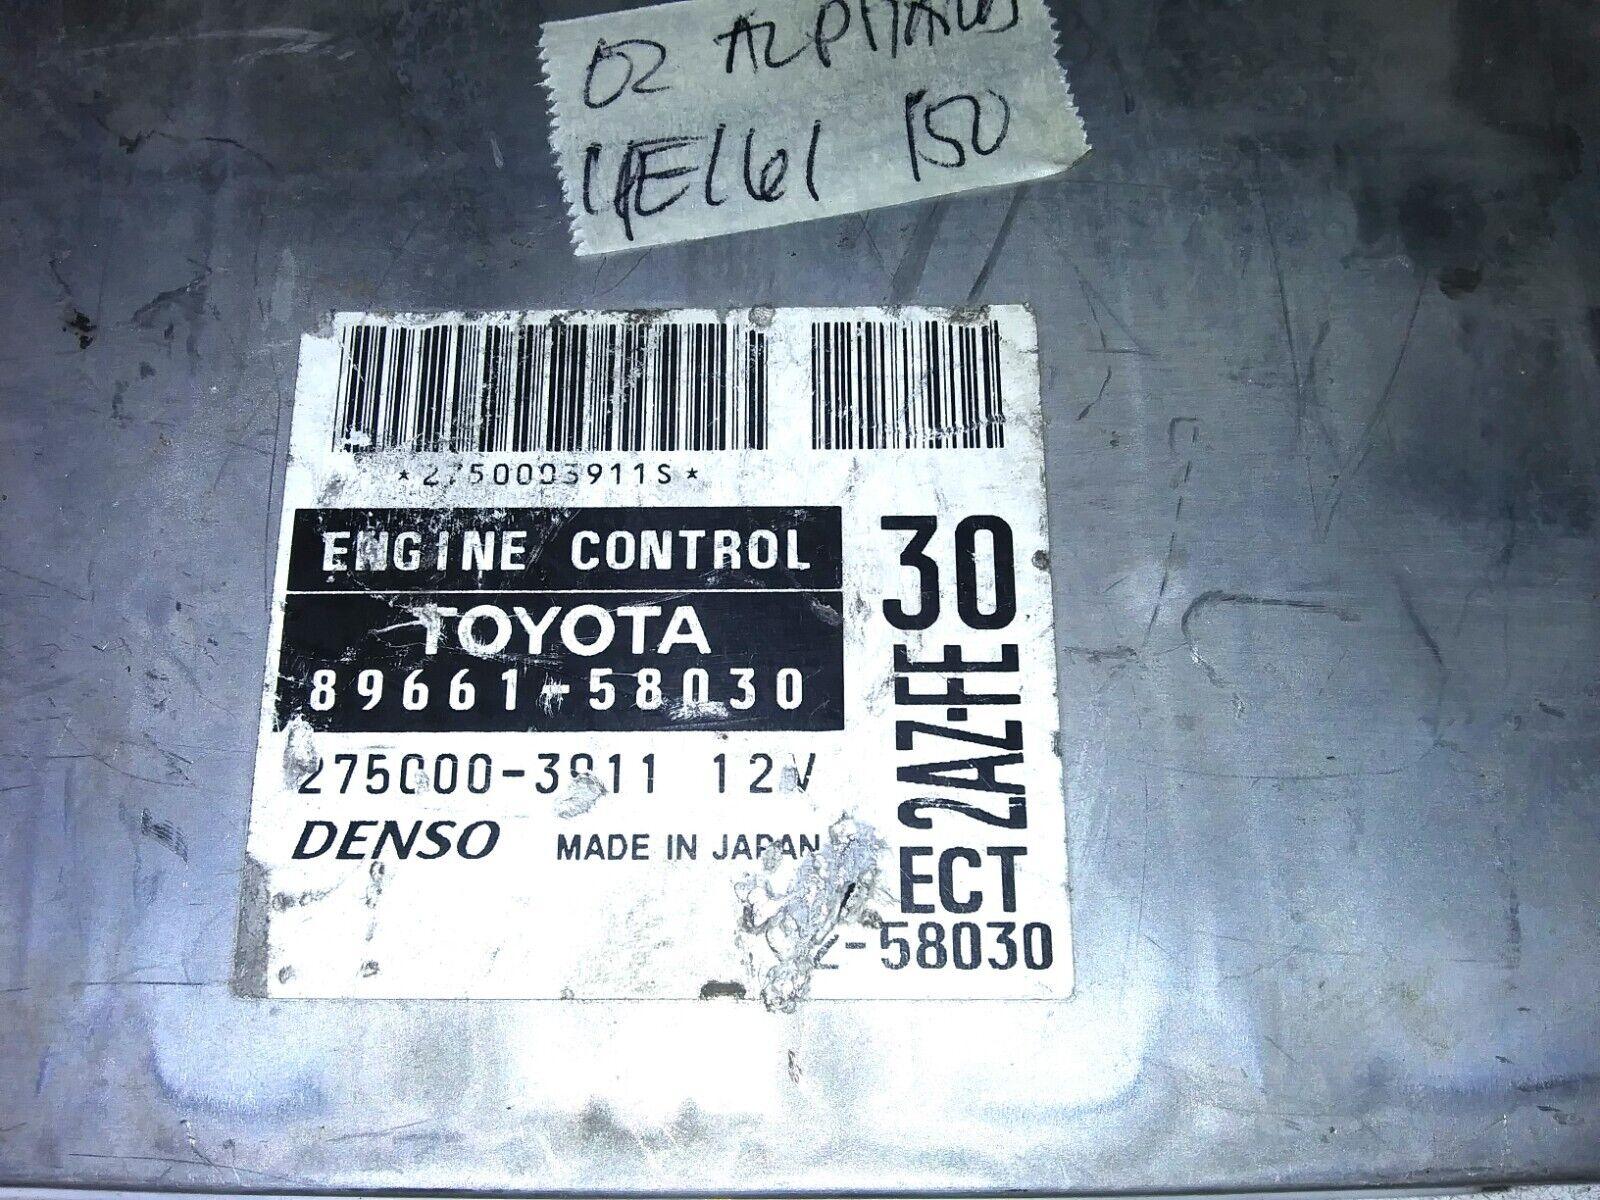 02 ALPHARD
150
*2750003911S*
ENGINE CONTROL
TOYOTA
89661-58030
275000-3911 12V
DENSO MADE IN JAPAN
30
2AZ-FE
ECT
-58030